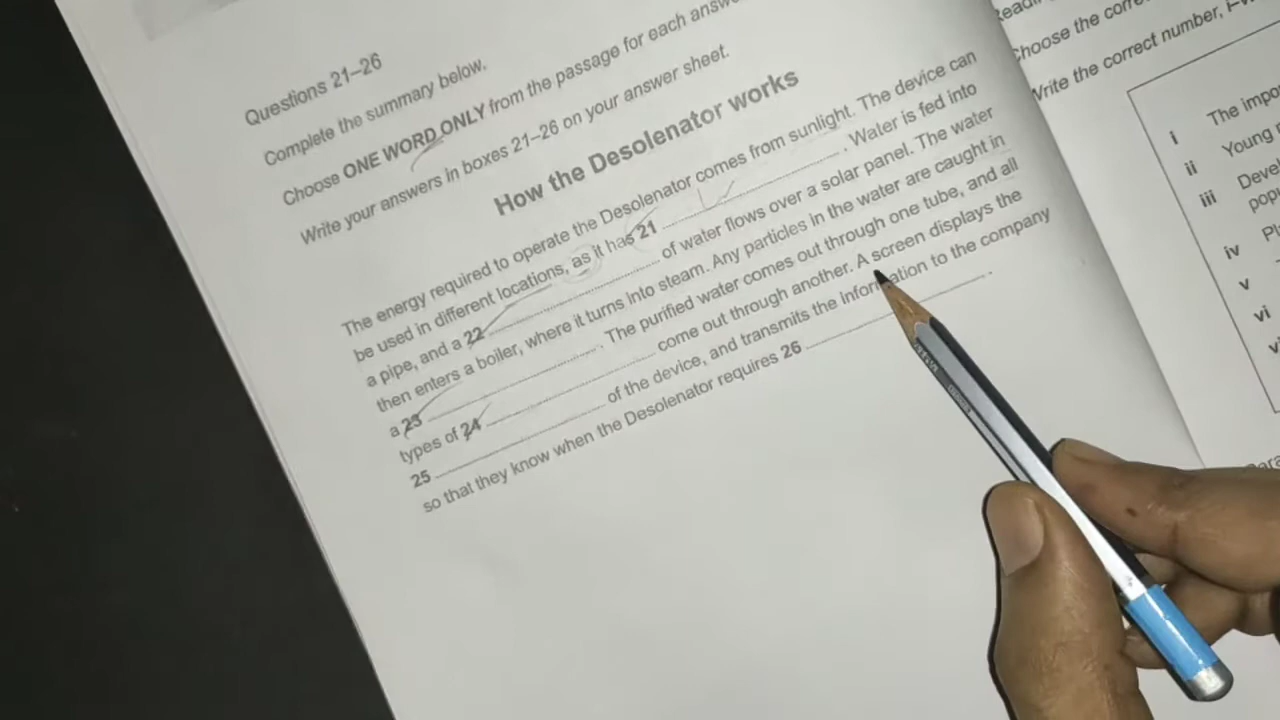 Questions 21–26
Complete the summary below.
Choose ONE WORD ONLY from the passage for each
Write your answers in boxes 21–26 on your answer sheet.
How the Desolenator works
The energy required to operate the Desolenator comes from sunlight. The device can
be used in different locations, as it has 21 .................... . Water is fed into
a pipe, and a 22 .................... of water flows over a solar panel. The water
then enters a boiler, where it turns into steam. Any particles in the water are caught in
a 23 .................... . The purified water comes out through one tube, and all
types of 24 .................... come out through another. A screen displays the
25 .................... of the device, and transmits the information to the company
so that they know when the Desolenator requires 26 .................... .
Choose the
Write the correct number,
i The
ii Young
iii
iv
v
vi